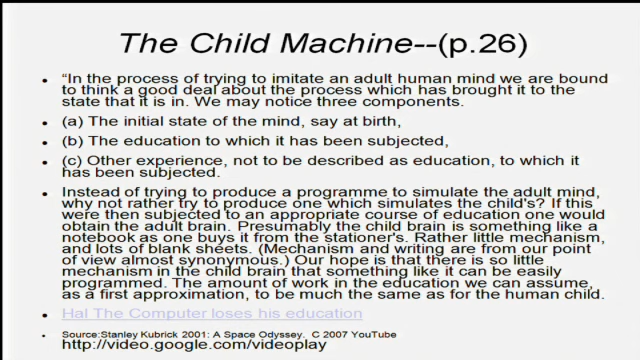 The Child Machine--(p.26)
• “In the process of trying to imitate an adult human mind we are bound
to think a good deal about the process which has brought it to the
state that it is in. We may notice three components.
• (a) The initial state of the mind, say at birth,
• (b) The education to which it has been subjected,
• (c) Other experience, not to be described as education, to which it
has been subjected.
• Instead of trying to produce a programme to simulate the adult mind,
why not rather try to produce one which simulates the child's? If this
were then subjected to an appropriate course of education one would
obtain the adult brain. Presumably the child brain is something like a
notebook as one buys it from the stationer's. Rather little mechanism,
and lots of blank sheets. (Mechanism and writing are from our point
of view almost synonymous.) Our hope is that there is so little
mechanism in the child brain that something like it can be easily
programmed. The amount of work in the education we can assume,
as a first approximation, to be much the same as for the human child.
• Hal The Computer loses his education
• Source:Stanley Kubrick 2001: A Space Odyssey. C 2007 YouTube
http://video.google.com/videoplay